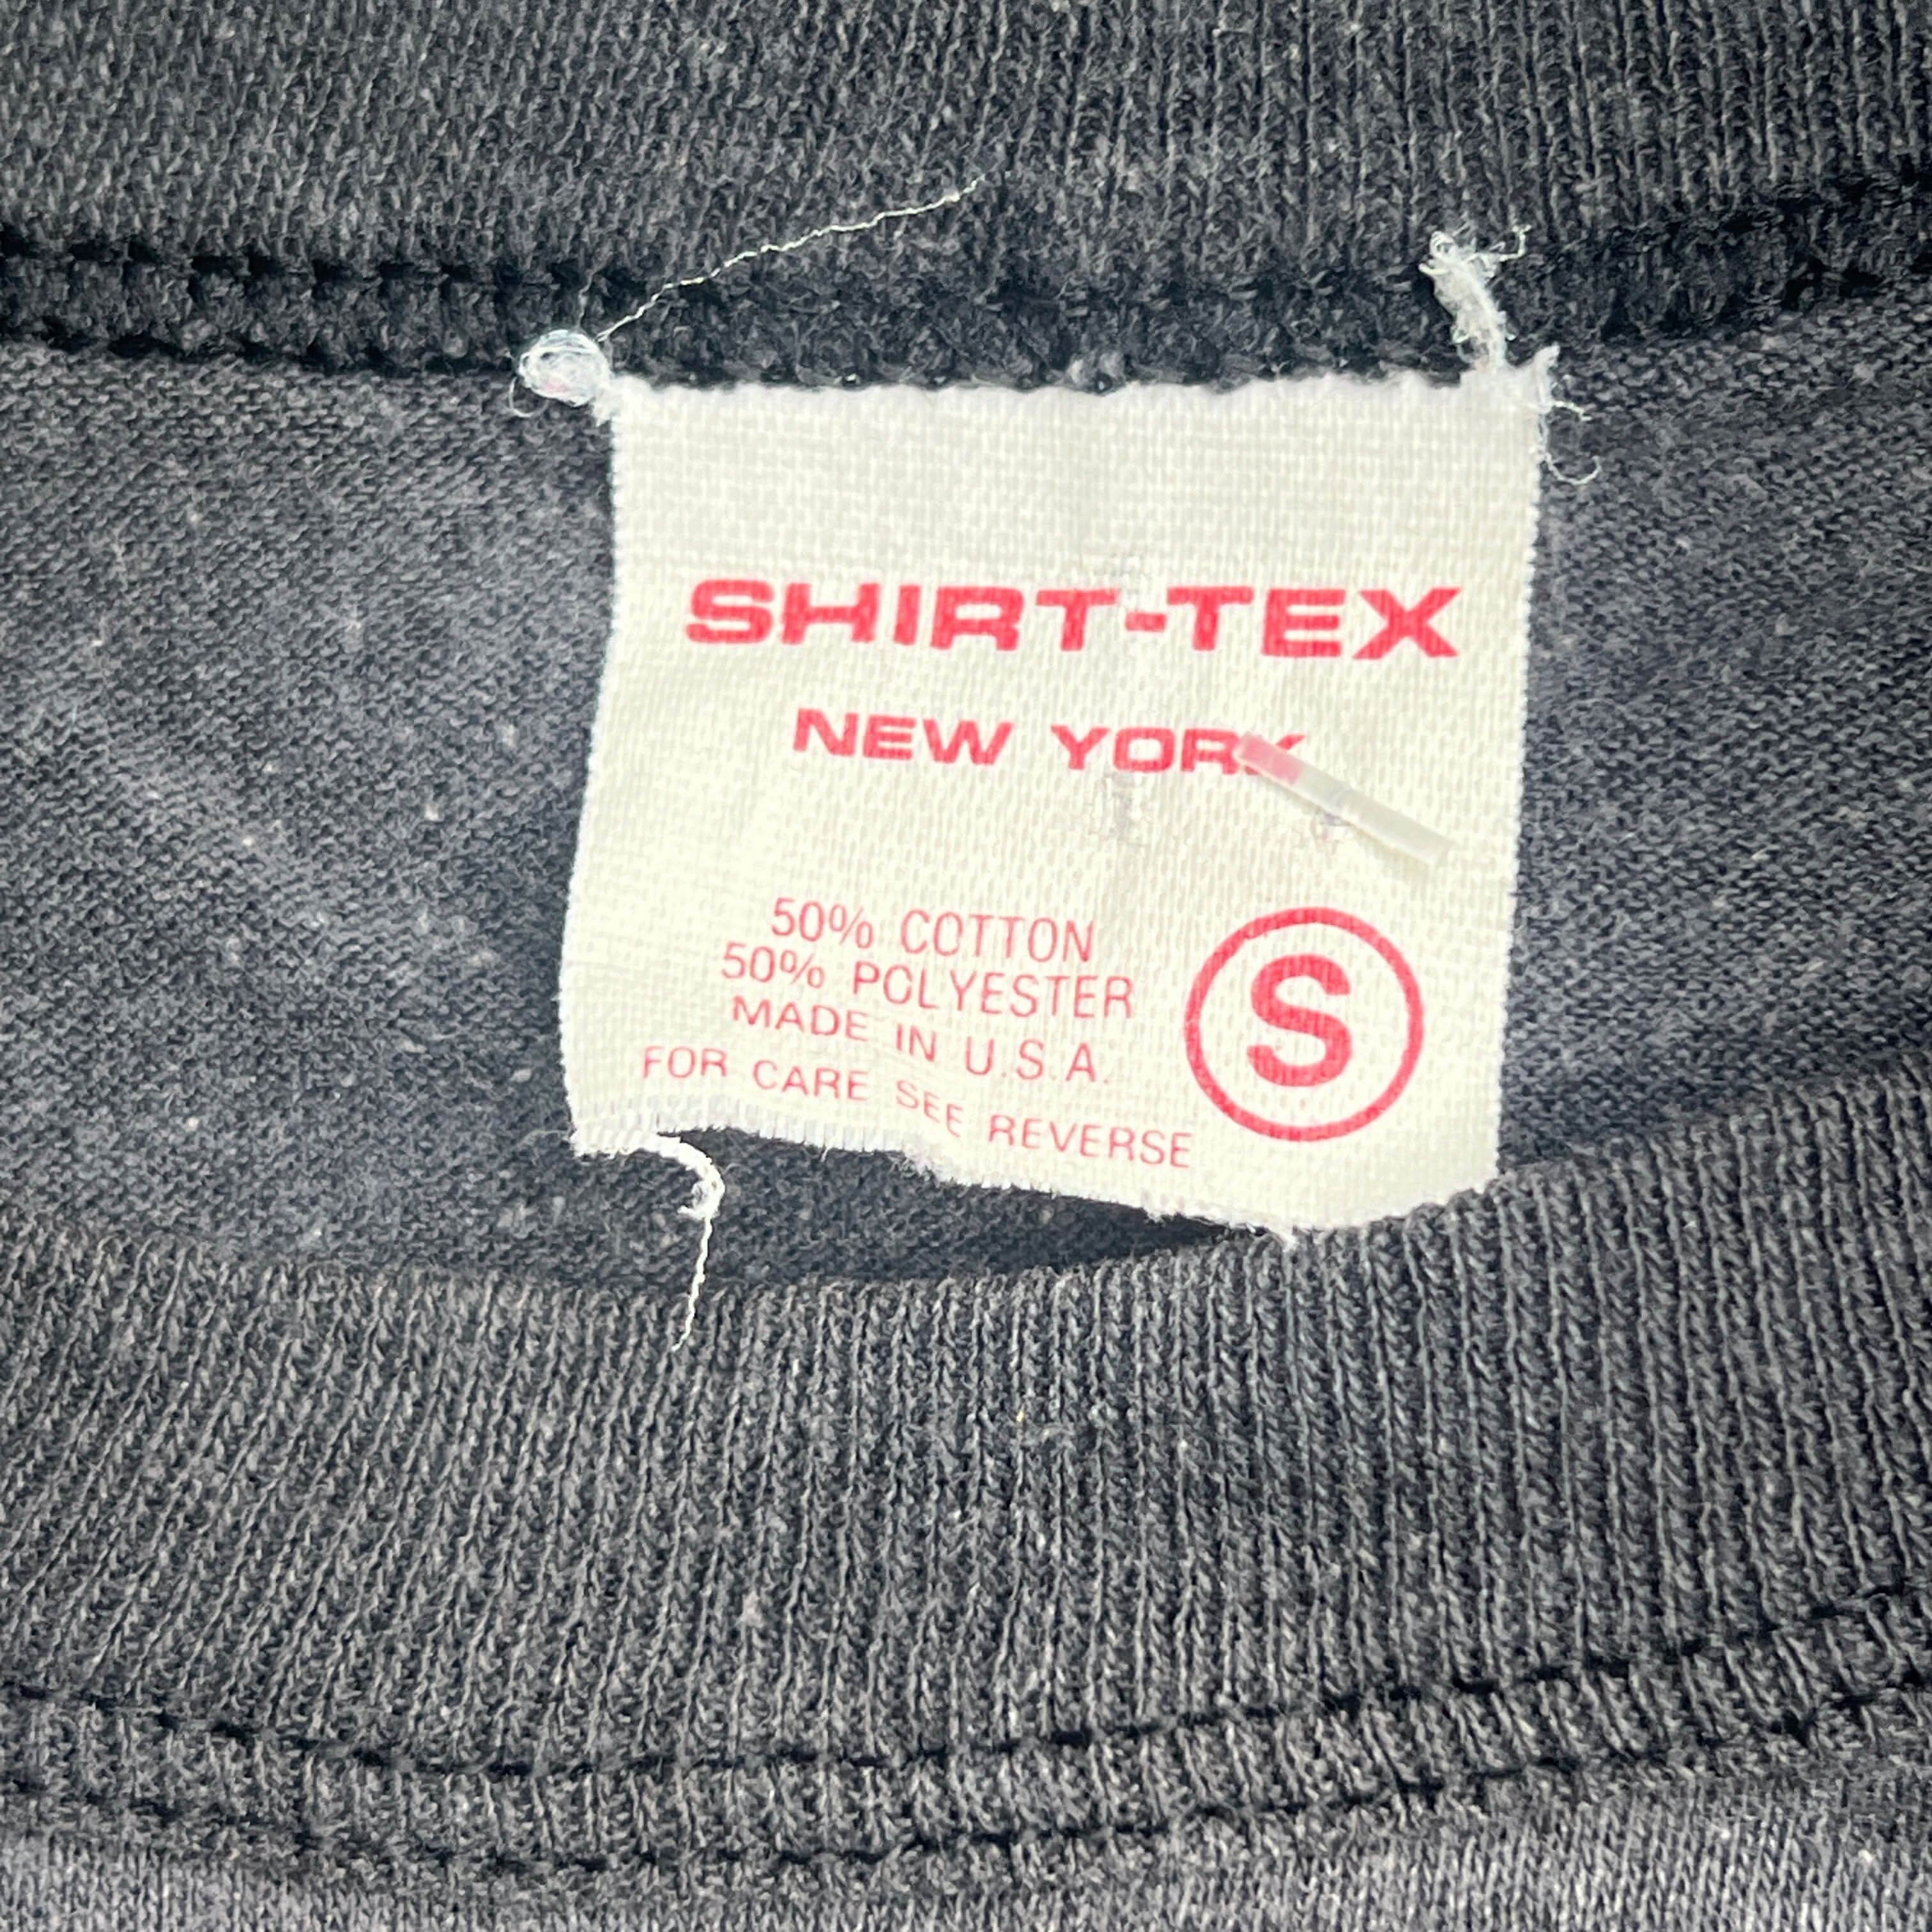 SHIRT-TEX
NEW YORK
50% COTTON
50% POLYESTER
MADE IN U.S.A.
FOR CARE SEE REVERSE
S